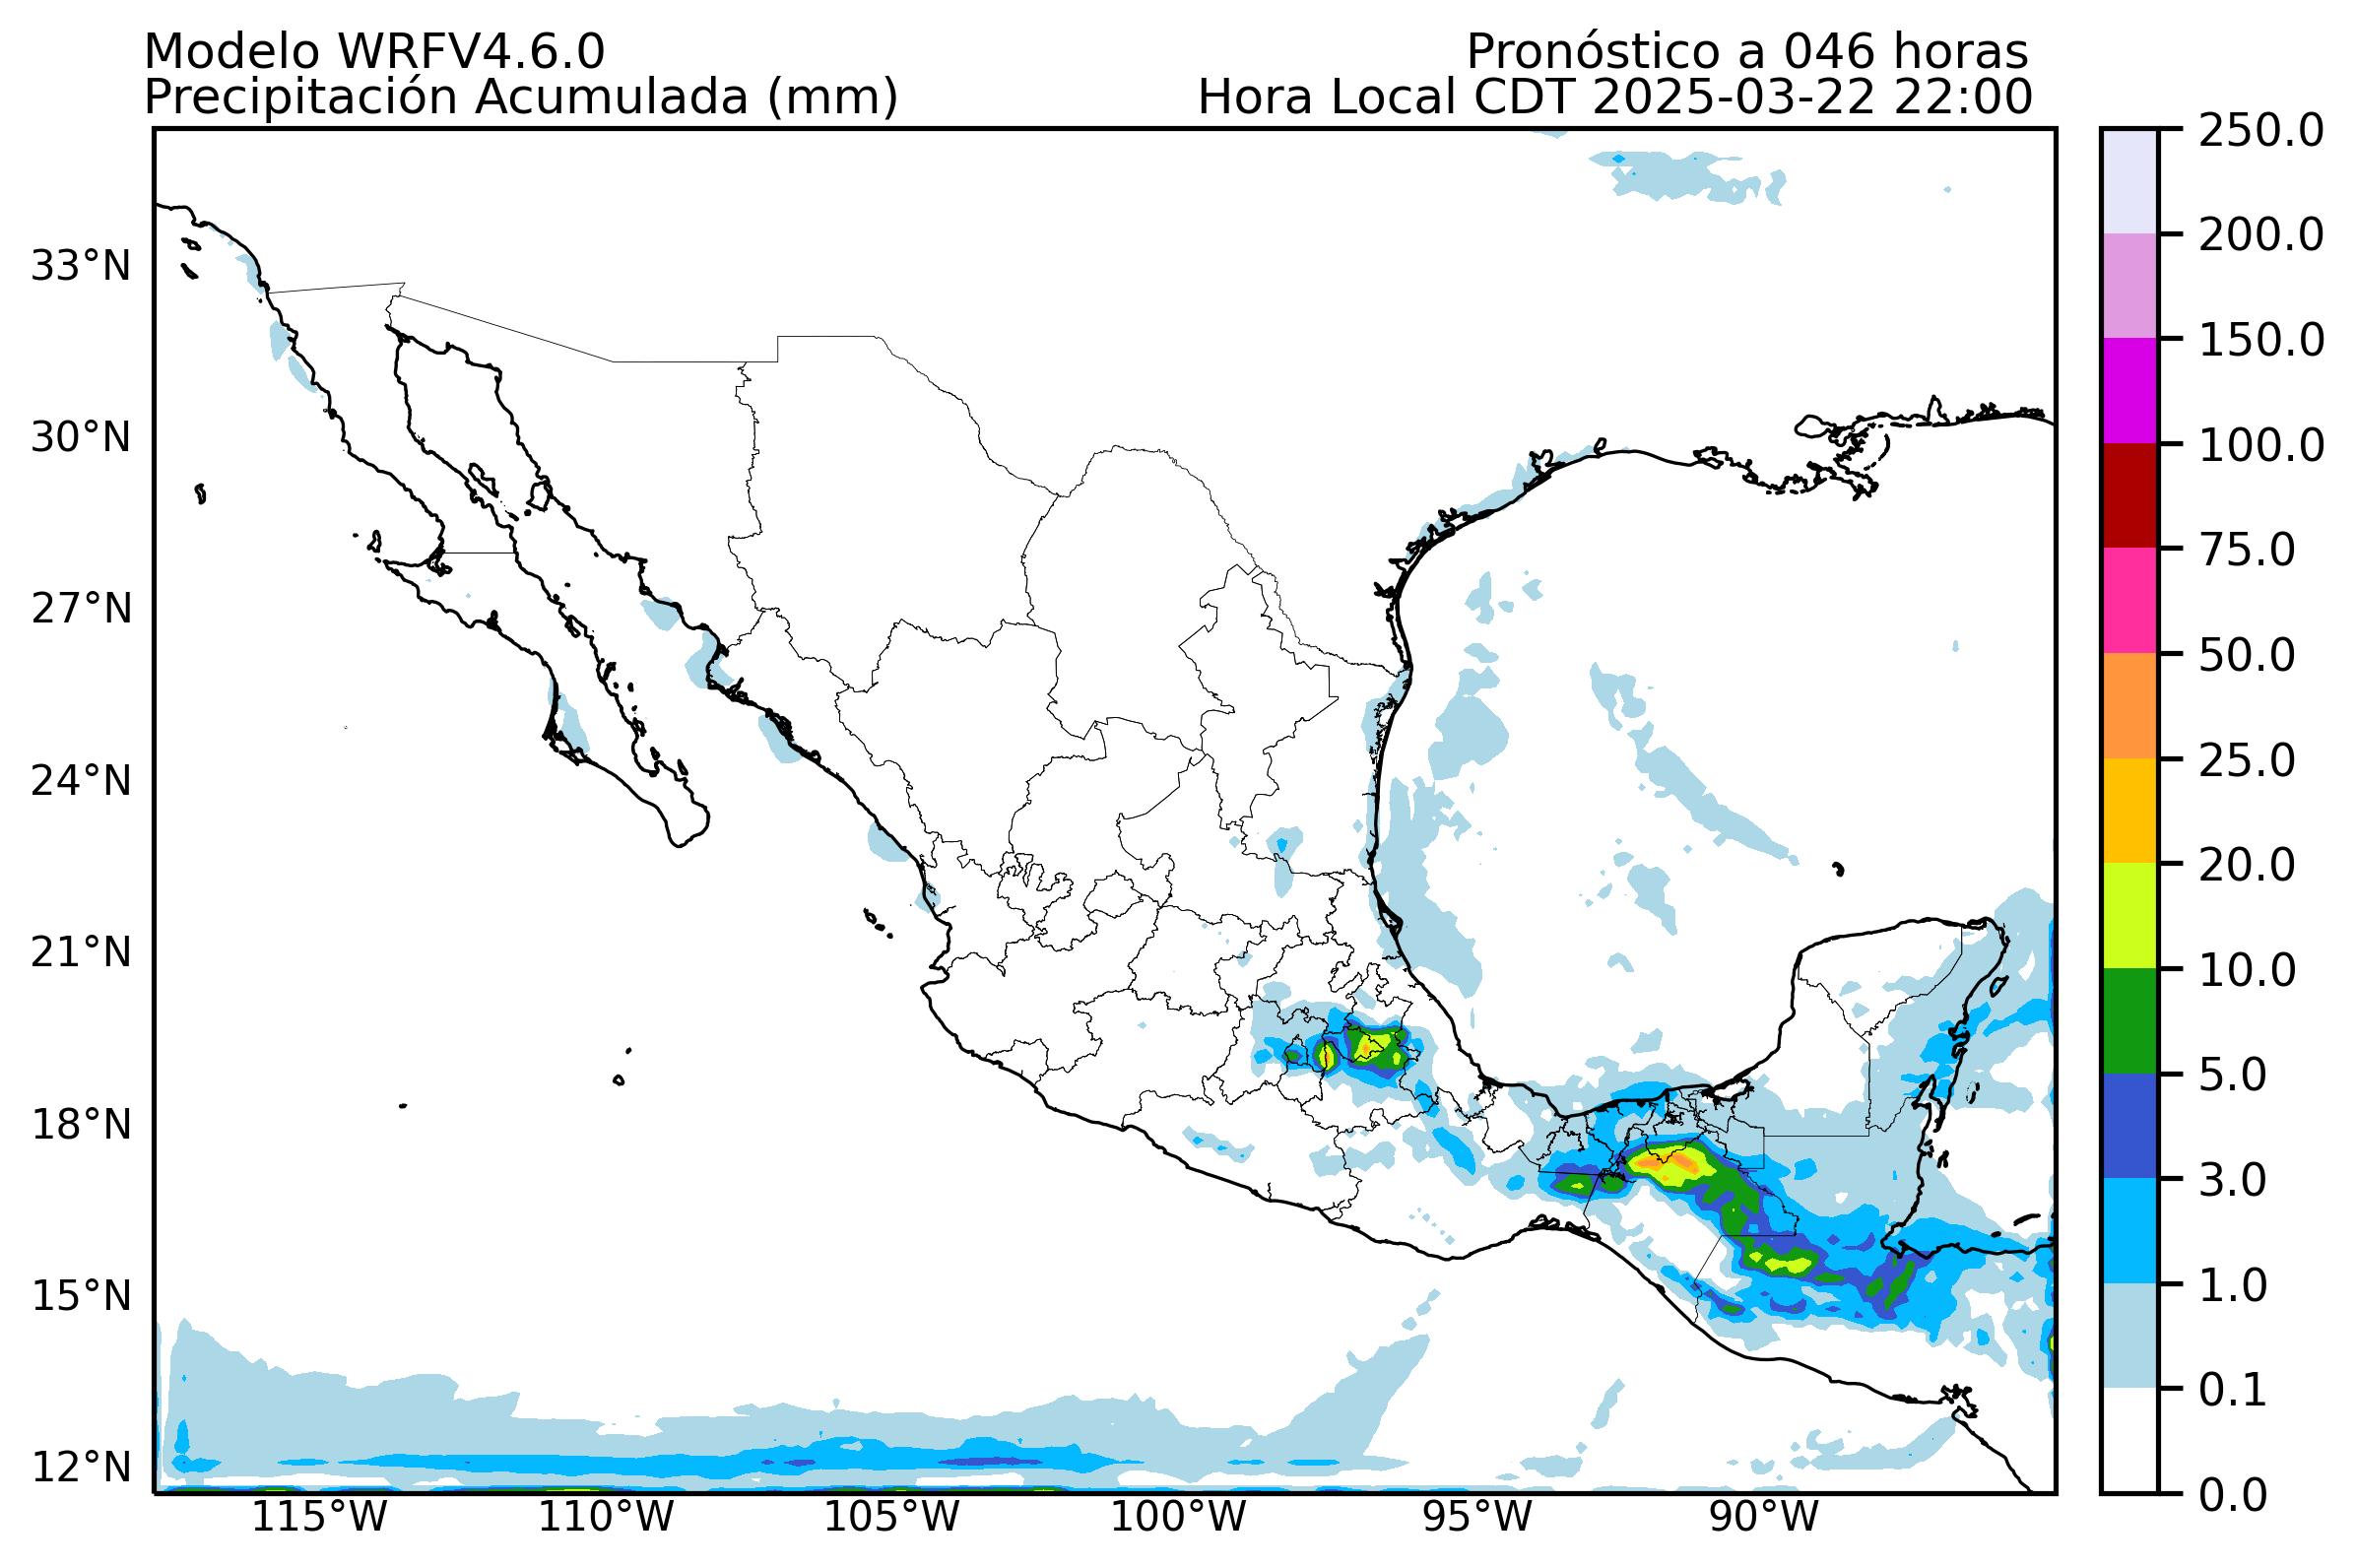 Modelo WRFV4.6.0
Pronóstico a 046 horas
Precipitación Acumulada (mm)
Hora Local CDT 2025-03-22 22:00
33°N
30°N
27°N
24°N
21°N
18°N
15°N
12°N
115°W
110°W
105°W
100°W
95°W
90°W
250.0
200.0
150.0
100.0
75.0
50.0
25.0
20.0
10.0
5.0
3.0
1.0
0.1
0.0